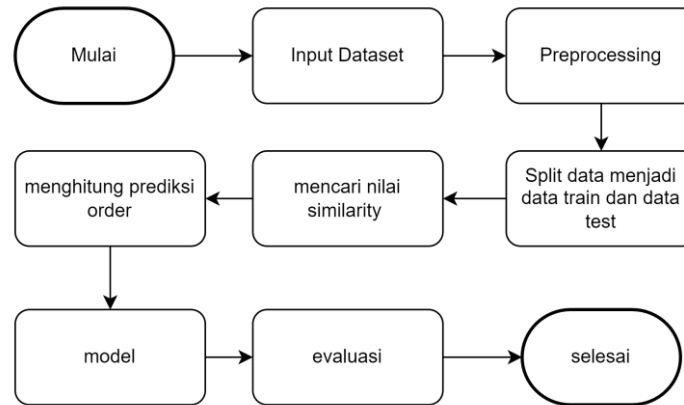 Mulai
Input Dataset
Preprocessing
Split data menjadi
data train dan data
test
mencari nilai
similarity
menghitung prediksi
order
model
evaluasi
selesai